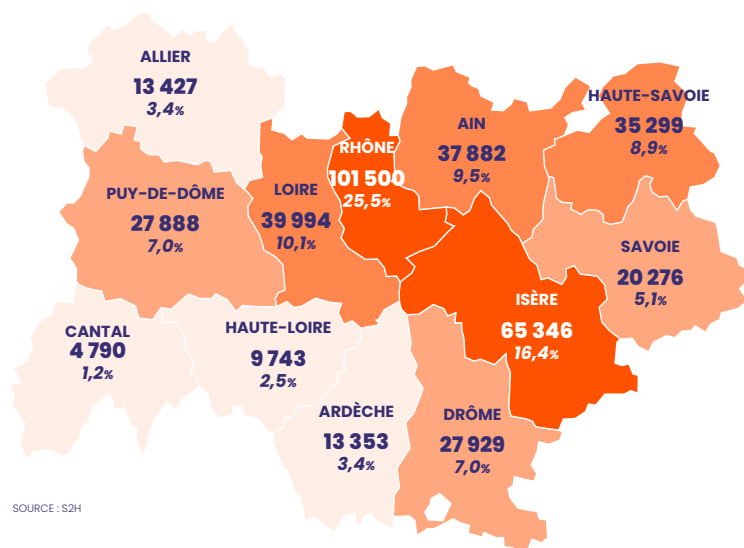 ALLIER
13 427
3,4%
HAUTE-SAVOIE
35 299
8,9%
AIN
37 882
9,5%
RHÔNE
101 500
25,5%
LOIRE
39 994
10,1%
PUY-DE-DÔME
27 888
7,0%
SAVOIE
20 276
5,1%
ISÈRE
65 346
16,4%
CANTAL
4 790
1,2%
HAUTE-LOIRE
9 743
2,5%
ARDÈCHE
13 353
3,4%
DRÔME
27 929
7,0%
SOURCE : S2H